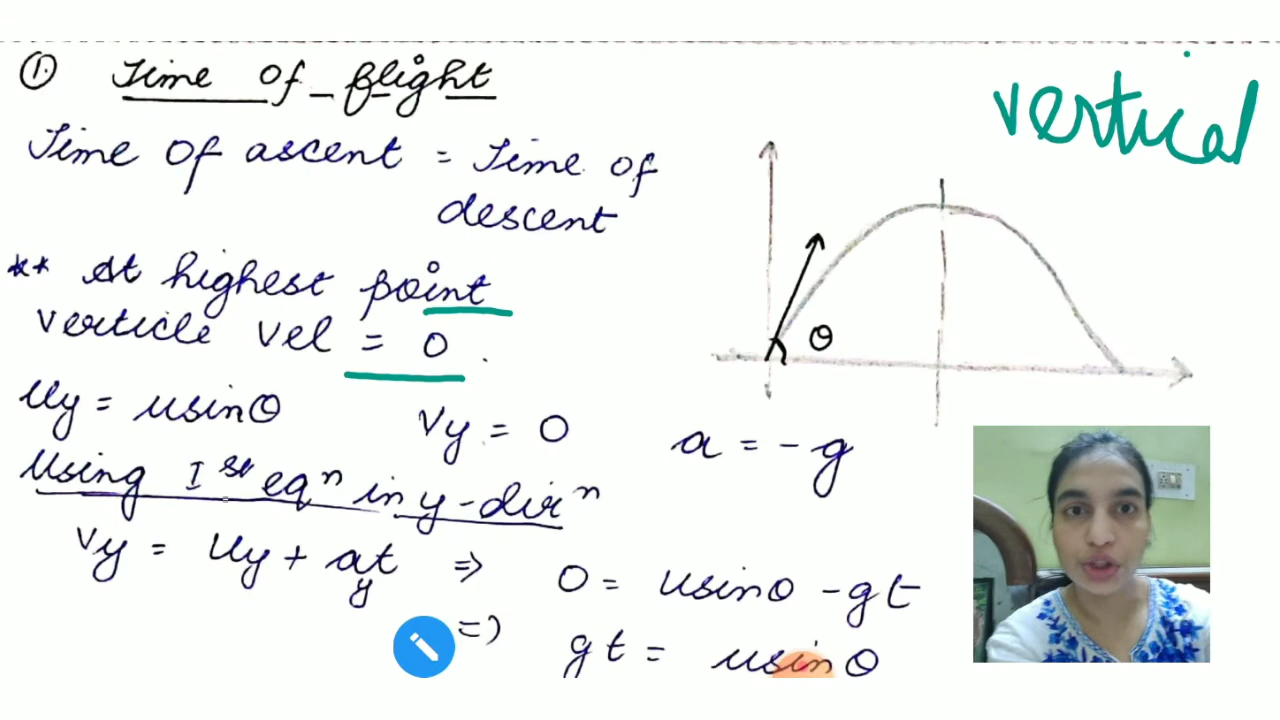 1. Time of flight
Time of ascent = Time of
descent
** At highest point
verticle vel = 0.
uy = usinθ vy = 0 a = -g
Using Ist eqn in y-dirn
vy = uy + ayt ⇒ 0 = usinθ - gt
⇒ gt = usinθ
vertical
θ